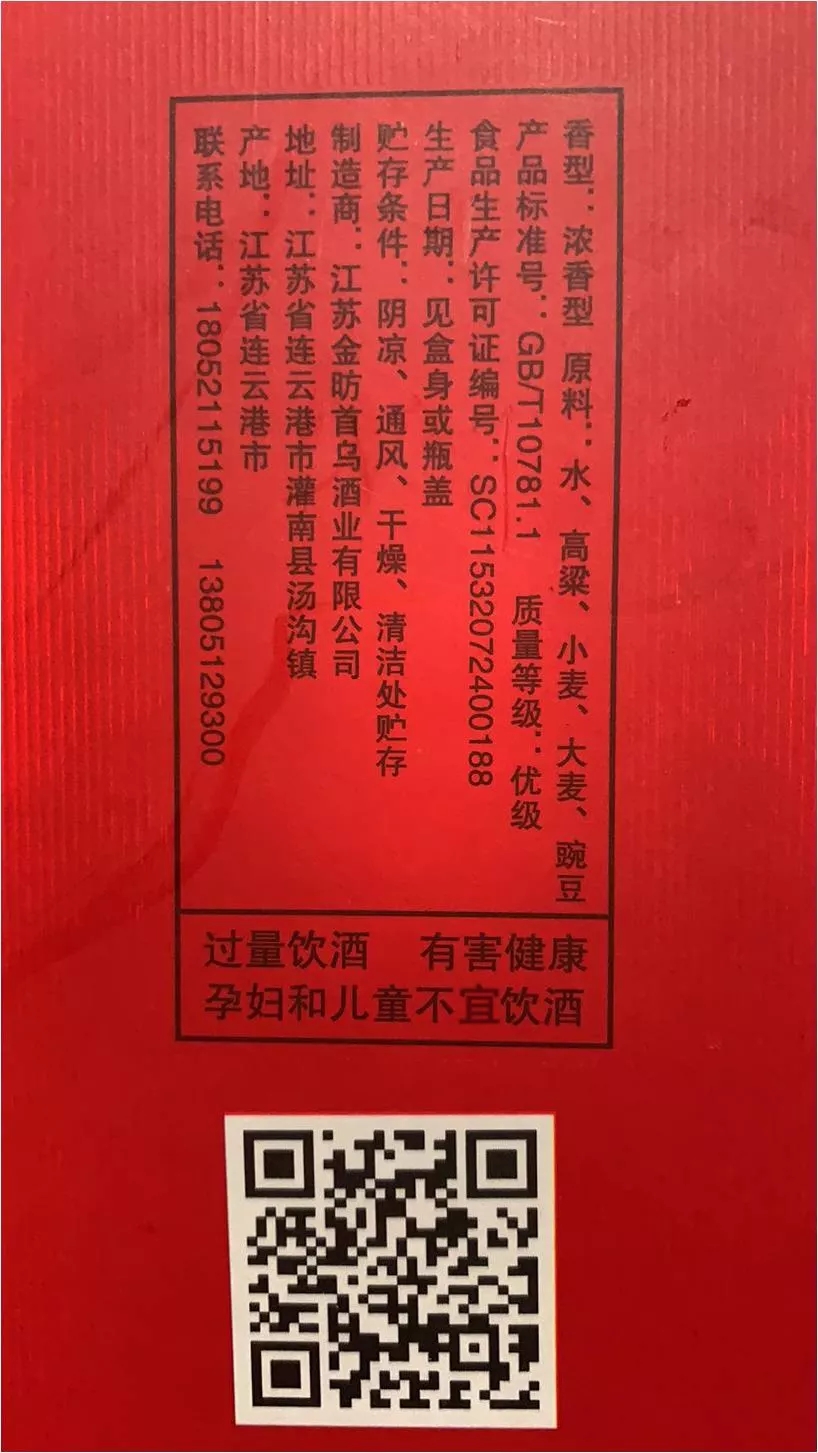 香型：浓香型 原料：水、高粱、小麦、大麦、豌豆
产品标准号：GB/T10781.1 质量等级：优级
食品生产许可证编号：SC11532072400188
生产日期：见盒身或瓶盖
贮存条件：阴凉、通风、干燥、清洁处贮存
制造商：江苏金昉首乌酒业有限公司
地址：江苏省连云港市灌南县汤沟镇
产地：江苏省连云港市
联系电话：18052115199 13805129300
过量饮酒 有害健康
孕妇和儿童不宜饮酒